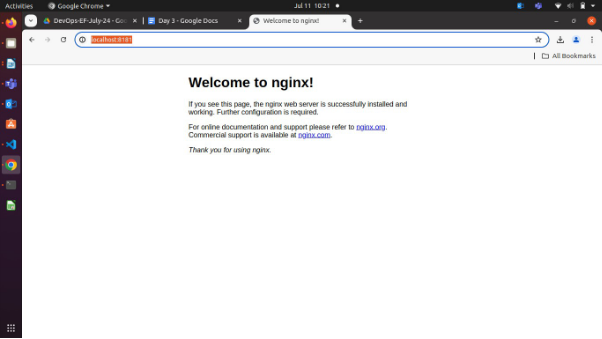 Activities
Google Chrome
Jul 11 10:21
DevOps-EF-July-24 - Goo
Day 3 - Google Docs
Welcome to nginx!
localhost:8181
All Bookmarks
Welcome to nginx!
If you see this page, the nginx web server is successfully installed and
working. Further configuration is required.
For online documentation and support please refer to nginx.org.
Commercial support is available at nginx.com.
Thank you for using nginx.